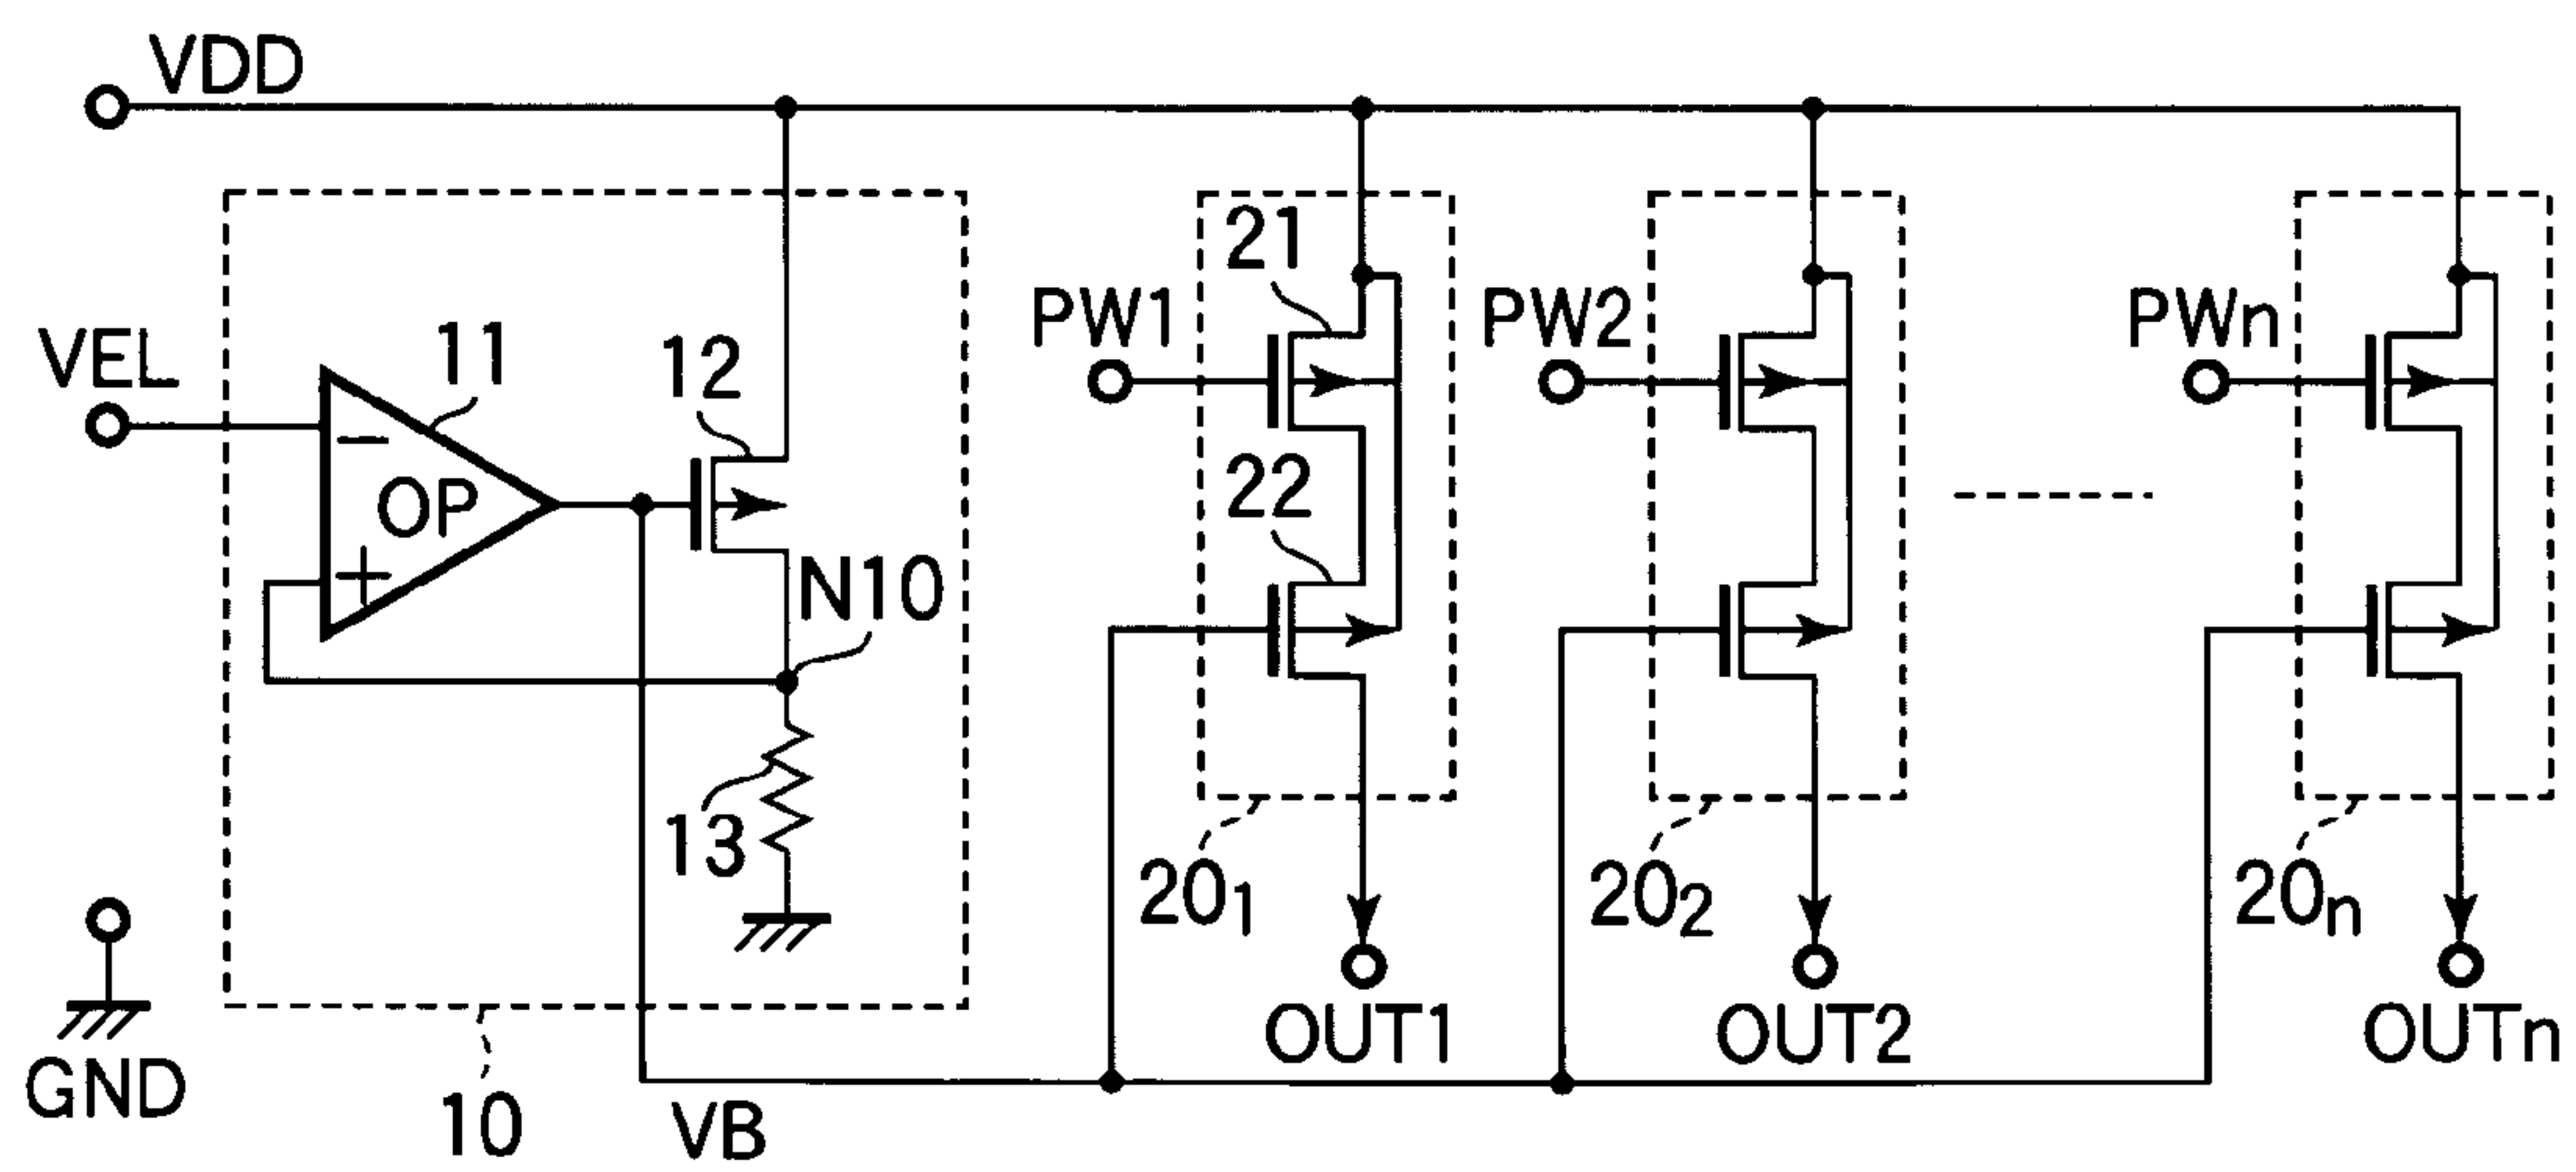 VDD
21
PW1
PW2
PWn
VEL
11
12
22
−
OP
+
N10
13
20₁
20₂
20ₙ
OUT1
OUT2
OUTn
GND
10
VB